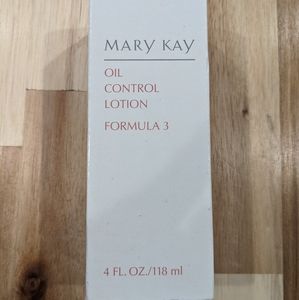 MARY KAY
OIL
CONTROL
LOTION
FORMULA 3
4 FL. OZ./118 ml